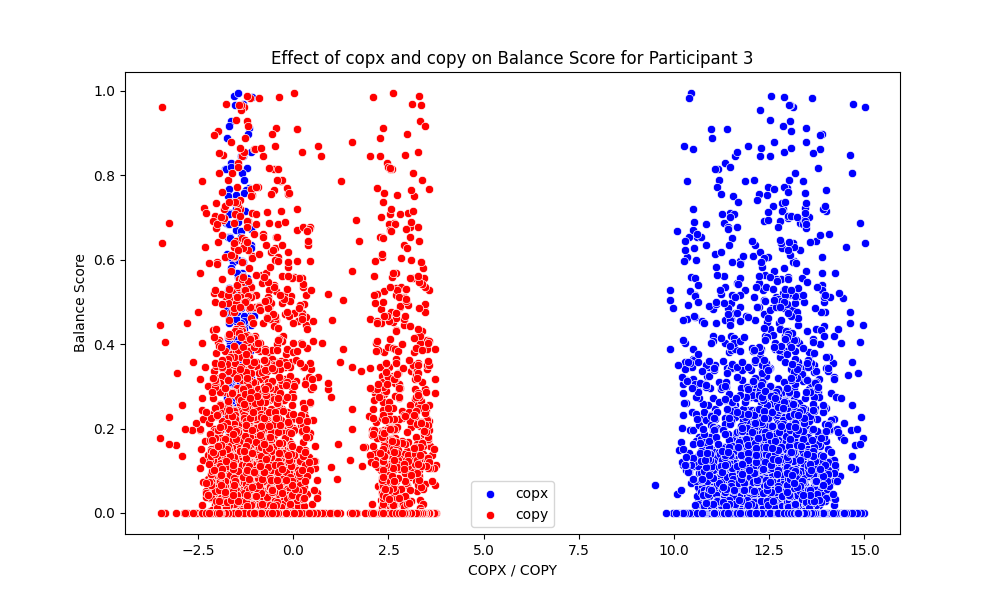 Effect of copx and copy on Balance Score for Participant 3
1.0
0.8
0.6
0.4
0.2
0.0
Balance Score
copx
copy
−2.5 0.0 2.5 5.0 7.5 10.0 12.5 15.0
COPX / COPY